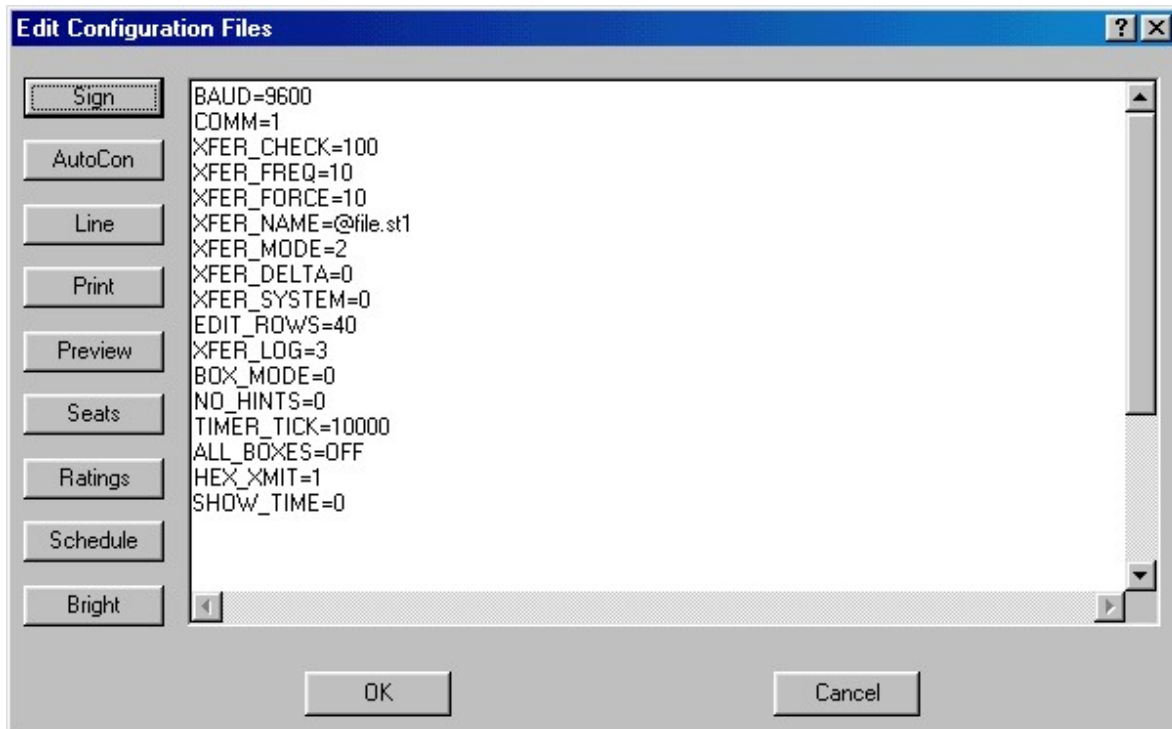 Edit Configuration Files
Sign
AutoCon
Line
Print
Preview
Seats
Ratings
Schedule
Bright
BAUD=9600
COMM=1
XFER_CHECK=100
XFER_FREQ=10
XFER_FORCE=10
XFER_NAME=@file.st1
XFER_MODE=2
XFER_DELTA=0
XFER_SYSTEM=0
EDIT_ROWS=40
XFER_LOG=3
BOX_MODE=0
NO_HINTS=0
TIMER_TICK=10000
ALL_BOXES=OFF
HEX_XMIT=1
SHOW_TIME=0
OK
Cancel